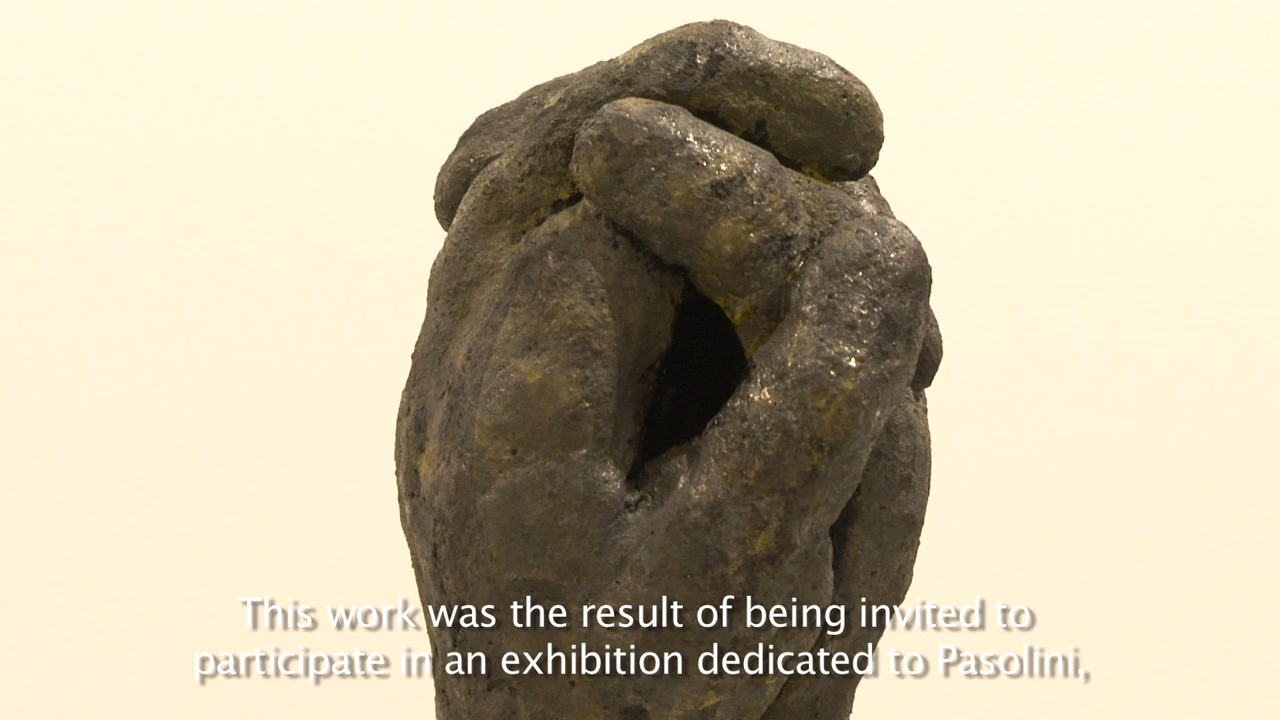 This work was the result of being invited to
participate in an exhibition dedicated to Pasolini,